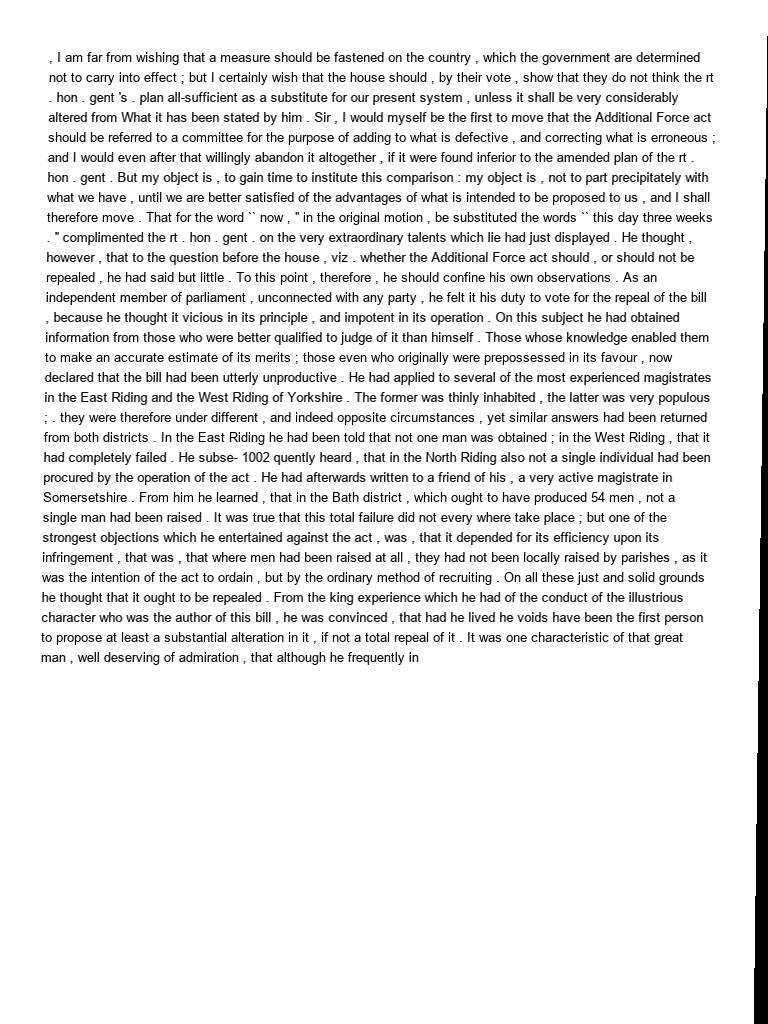 , I am far from wishing that a measure should be fastened on the country , which the government are determined
not to carry into effect ; but I certainly wish that the house should , by their vote , show that they do not think the rt
. hon . gent 's . plan all-sufficient as a substitute for our present system , unless it shall be very considerably
altered from What it has been stated by him . Sir , I would myself be the first to move that the Additional Force act
should be referred to a committee for the purpose of adding to what is defective , and correcting what is erroneous ;
and I would even after that willingly abandon it altogether , if it were found inferior to the amended plan of the rt .
hon . gent . But my object is , to gain time to institute this comparison : my object is , not to part precipitately with
what we have , until we are better satisfied of the advantages of what is intended to be proposed to us , and I shall
therefore move . That for the word `` now , " in the original motion , be substituted the words `` this day three weeks
. " complimented the rt . hon . gent . on the very extraordinary talents which lie had just displayed . He thought ,
however , that to the question before the house , viz . whether the Additional Force act should , or should not be
repealed , he had said but little . To this point , therefore , he should confine his own observations . As an
independent member of parliament , unconnected with any party , he felt it his duty to vote for the repeal of the bill
, because he thought it vicious in its principle , and impotent in its operation . On this subject he had obtained
information from those who were better qualified to judge of it than himself . Those whose knowledge enabled them
to make an accurate estimate of its merits ; those even who originally were prepossessed in its favour , now
declared that the bill had been utterly unproductive . He had applied to several of the most experienced magistrates
in the East Riding and the West Riding of Yorkshire . The former was thinly inhabited , the latter was very populous
; . they were therefore under different , and indeed opposite circumstances , yet similar answers had been returned
from both districts . In the East Riding he had been told that not one man was obtained ; in the West Riding , that it
had completely failed . He subse- 1002 quently heard , that in the North Riding also not a single individual had been
procured by the operation of the act . He had afterwards written to a friend of his , a very active magistrate in
Somersetshire . From him he learned , that in the Bath district , which ought to have produced 54 men , not a
single man had been raised . It was true that this total failure did not every where take place ; but one of the
strongest objections which he entertained against the act , was , that it depended for its efficiency upon its
infringement , that was , that where men had been raised at all , they had not been locally raised by parishes , as it
was the intention of the act to ordain , but by the ordinary method of recruiting . On all these just and solid grounds
he thought that it ought to be repealed . From the king experience which he had of the conduct of the illustrious
character who was the author of this bill , he was convinced , that had he lived he voids have been the first person
to propose at least a substantial alteration in it , if not a total repeal of it . It was one characteristic of that great
man , well deserving of admiration , that although he frequently in